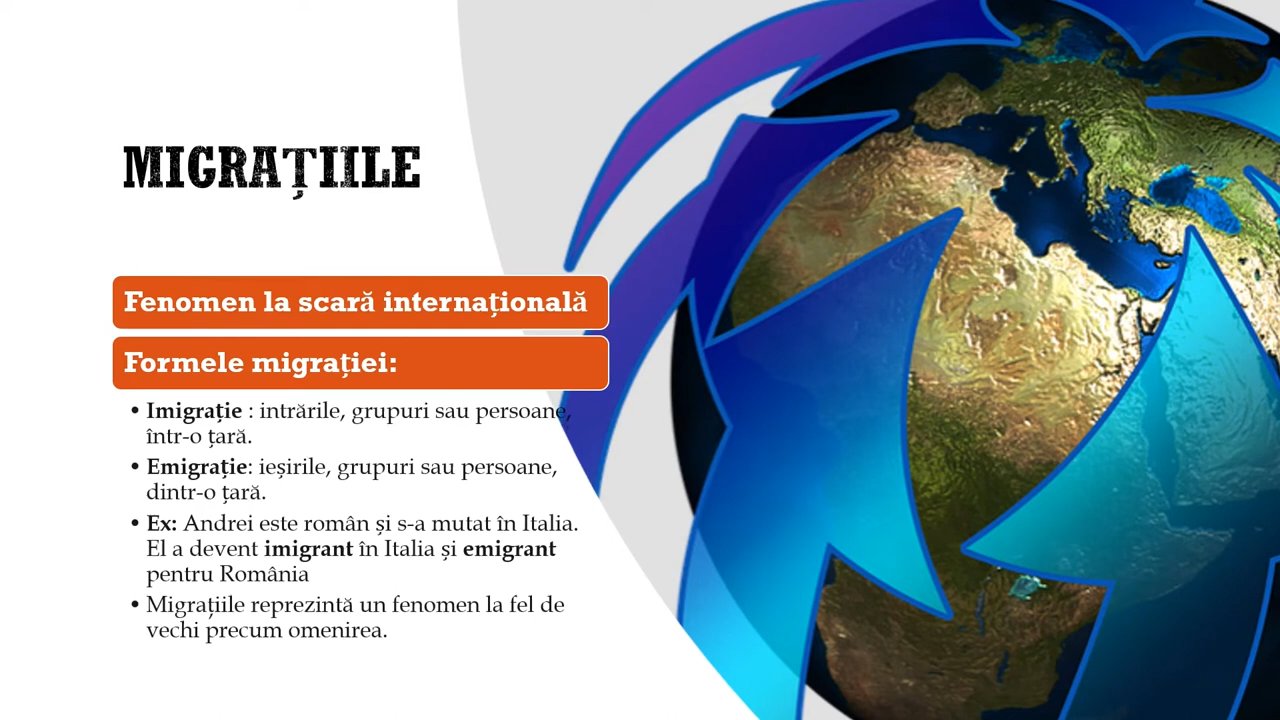 MIGRAȚIILE
Fenomen la scară internațională
Formele migrației:
• Imigrație : intrările, grupuri sau persoane,
într-o țară.
• Emigrație: ieșirile, grupuri sau persoane,
dintr-o țară.
• Ex: Andrei este român și s-a mutat în Italia.
El a devent imigrant în Italia și emigrant
pentru România
• Migrațiile reprezintă un fenomen la fel de
vechi precum omenirea.